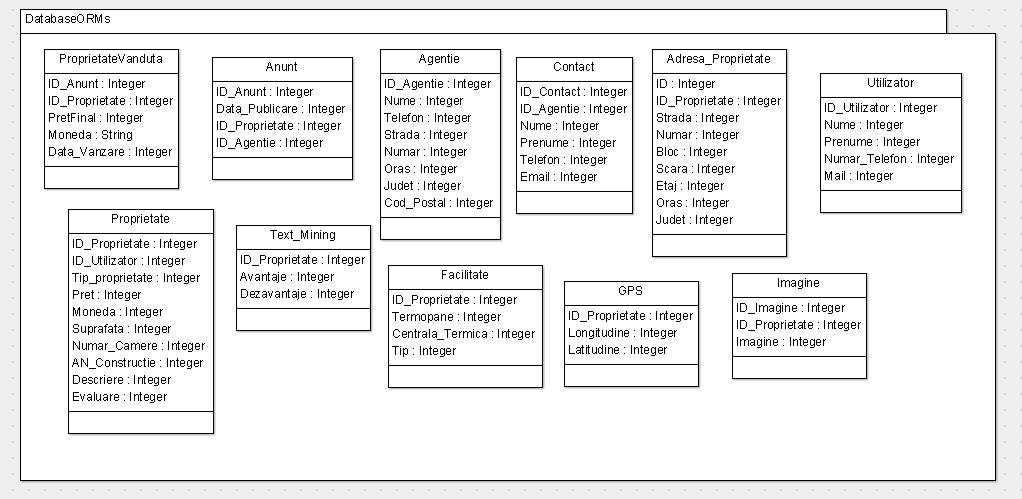 DatabaseORMs
ProprietateVanduta
ID_Anunt : Integer
ID_Proprietate : Integer
PretFinal : Integer
Moneda : String
Data_Vanzare : Integer
Anunt
ID_Anunt : Integer
Data_Publicare : Integer
ID_Proprietate : Integer
ID_Agentie : Integer
Agentie
ID_Agentie : Integer
Nume : Integer
Telefon : Integer
Strada : Integer
Numar : Integer
Oras : Integer
Judet : Integer
Cod_Postal : Integer
Contact
ID_Contact : Integer
ID_Agentie : Integer
Nume : Integer
Prenume : Integer
Telefon : Integer
Email : Integer
Adresa_Proprietate
ID : Integer
ID_Proprietate : Integer
Strada : Integer
Numar : Integer
Bloc : Integer
Scara : Integer
Etaj : Integer
Oras : Integer
Judet : Integer
Utilizator
ID_Utilizator : Integer
Nume : Integer
Prenume : Integer
Numar_Telefon : Integer
Mail : Integer
Proprietate
ID_Proprietate : Integer
ID_Utilizator : Integer
Tip_proprietate : Integer
Pret : Integer
Moneda : Integer
Suprafata : Integer
Numar_Camere : Integer
AN_Constructie : Integer
Descriere : Integer
Evaluare : Integer
Text_Mining
ID_Proprietate : Integer
Avantaje : Integer
Dezavantaje : Integer
Facilitate
ID_Proprietate : Integer
Termopane : Integer
Centrala_Termica : Integer
Tip : Integer
GPS
ID_Proprietate : Integer
Longitudine : Integer
Latitudine : Integer
Imagine
ID_Imagine : Integer
ID_Proprietate : Integer
Imagine : Integer